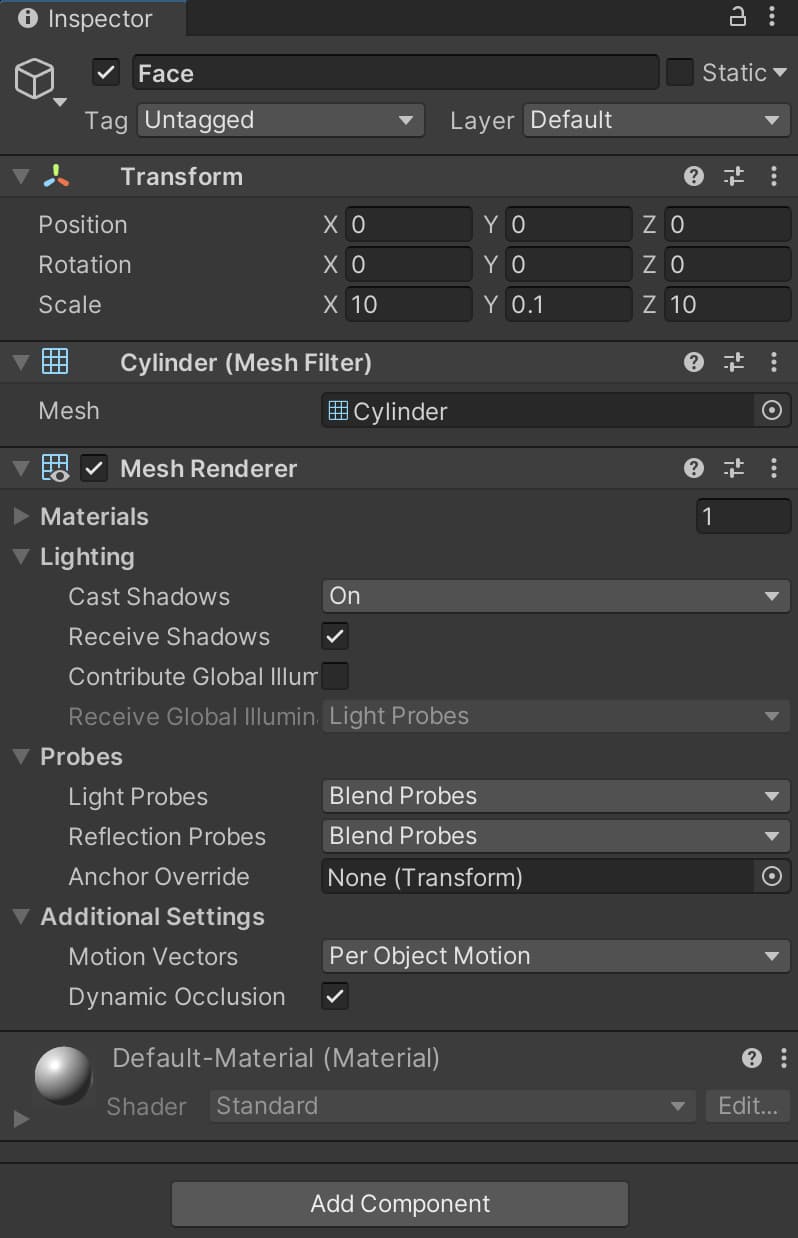 Inspector
Face Static
Tag Untagged Layer Default
Transform
Position X 0 Y 0 Z 0
Rotation X 0 Y 0 Z 0
Scale X 10 Y 0.1 Z 10
Cylinder (Mesh Filter)
Mesh Cylinder
Mesh Renderer
Materials 1
Lighting
Cast Shadows On
Receive Shadows
Contribute Global Illum
Receive Global Illumin Light Probes
Probes
Light Probes Blend Probes
Reflection Probes Blend Probes
Anchor Override None (Transform)
Additional Settings
Motion Vectors Per Object Motion
Dynamic Occlusion
Default-Material (Material)
Shader Standard Edit...
Add Component